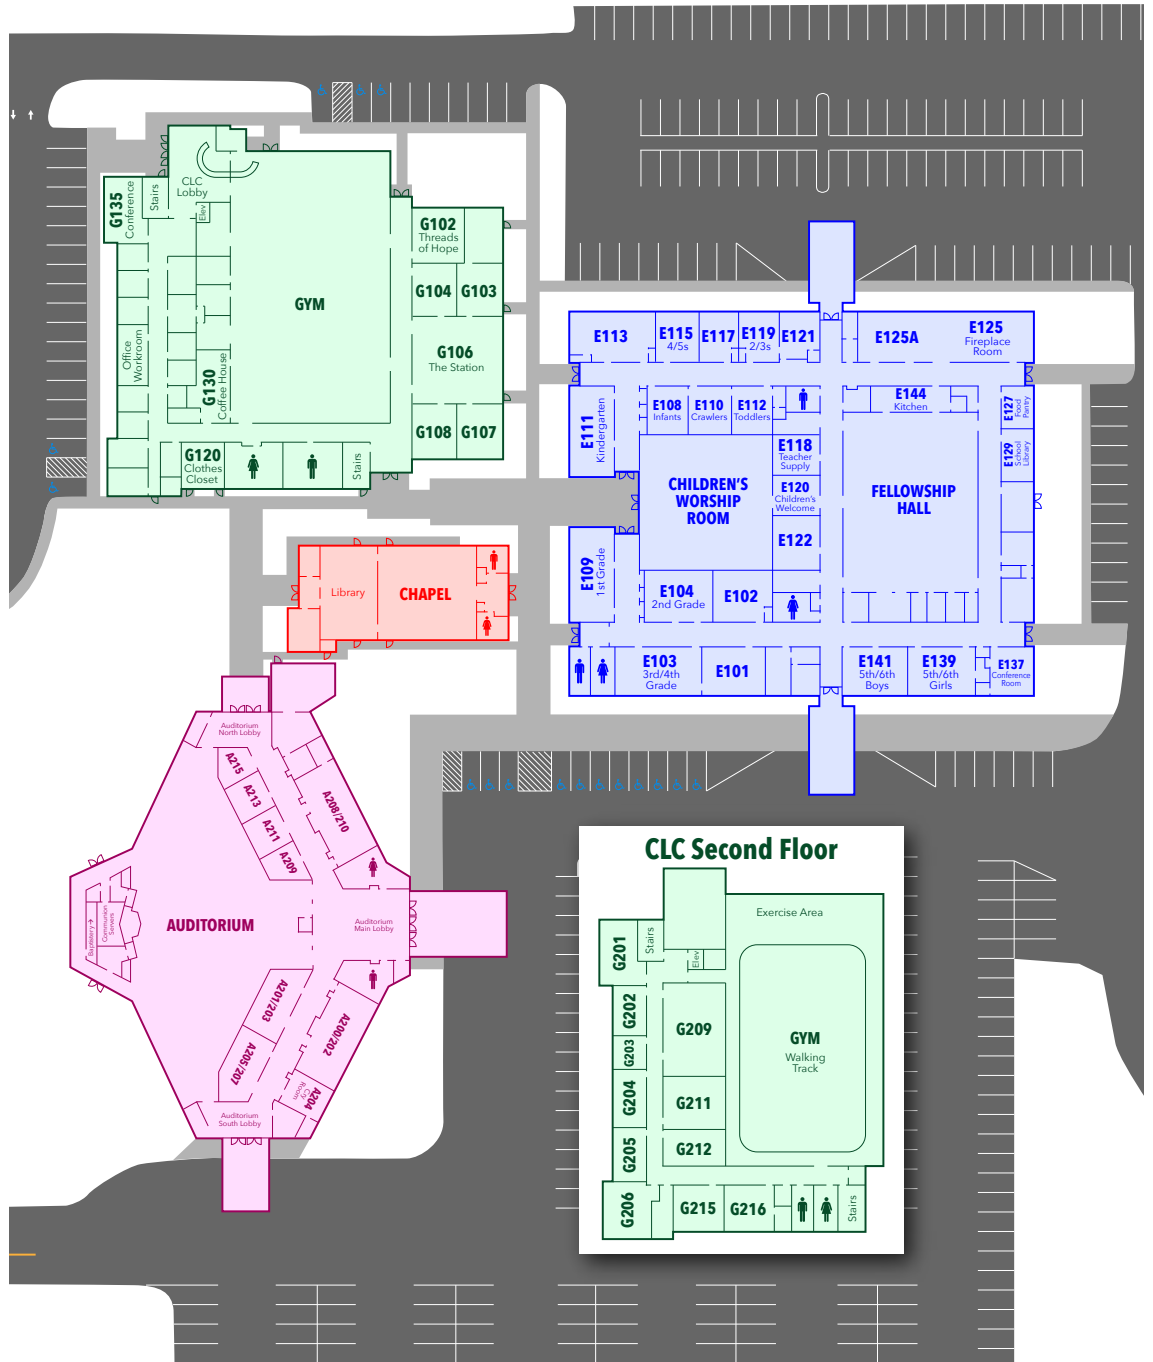 G135
Conference
Stairs
CLC
Lobby
Elev
G102
Threads
of Hope
G104
G103
GYM
G106
The Station
Office
Workroom
G130
Coffee House
G108
G107
G120
Clothes
Closet
Stairs
E113
E115
4/5s
E117
E119
2/3s
E121
E125A
E125
Fireplace
Room
E111
Kindergarten
E108
Infants
E110
Crawlers
E112
Toddlers
E144
Kitchen
E127
Food
Pantry
E118
Teacher
Supply
E129
School
Library
CHILDREN'S
WORSHIP
ROOM
E120
Children's
Welcome
FELLOWSHIP
HALL
E122
E109
1st Grade
E104
2nd Grade
E102
E103
3rd/4th
Grade
E101
E141
5th/6th
Boys
E139
5th/6th
Girls
E137
Conference
Room
Library
CHAPEL
Auditorium
North Lobby
A215
A213
A211
A209
A208/210
AUDITORIUM
Baptistery →
Communion
Servers
Auditorium
Main Lobby
A201/203
A205/207
A200/202
A204
Cry
Room
Auditorium
South Lobby
CLC Second Floor
Exercise Area
G201
Stairs
Elev
G202
G203
G204
G205
G206
G209
G211
G212
GYM
Walking
Track
G215
G216
Stairs